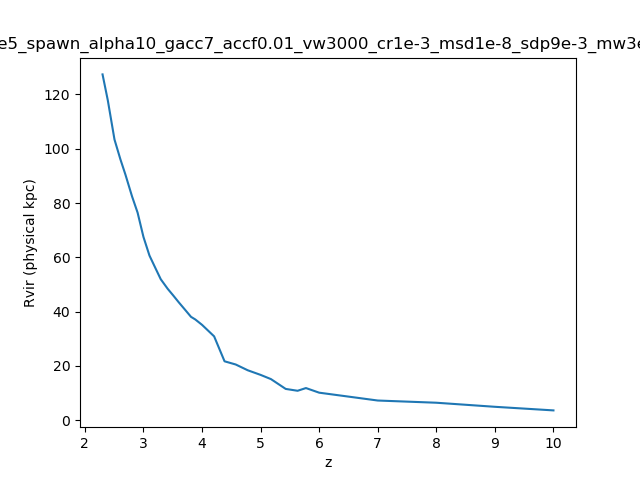 e5_spawn_alpha10_gacc7_accf0.01_vw3000_cr1e-3_msd1e-8_sdp9e-3_mw3e
Rvir (physical kpc)
120
100
80
60
40
20
0
2 3 4 5 6 7 8 9 10
z